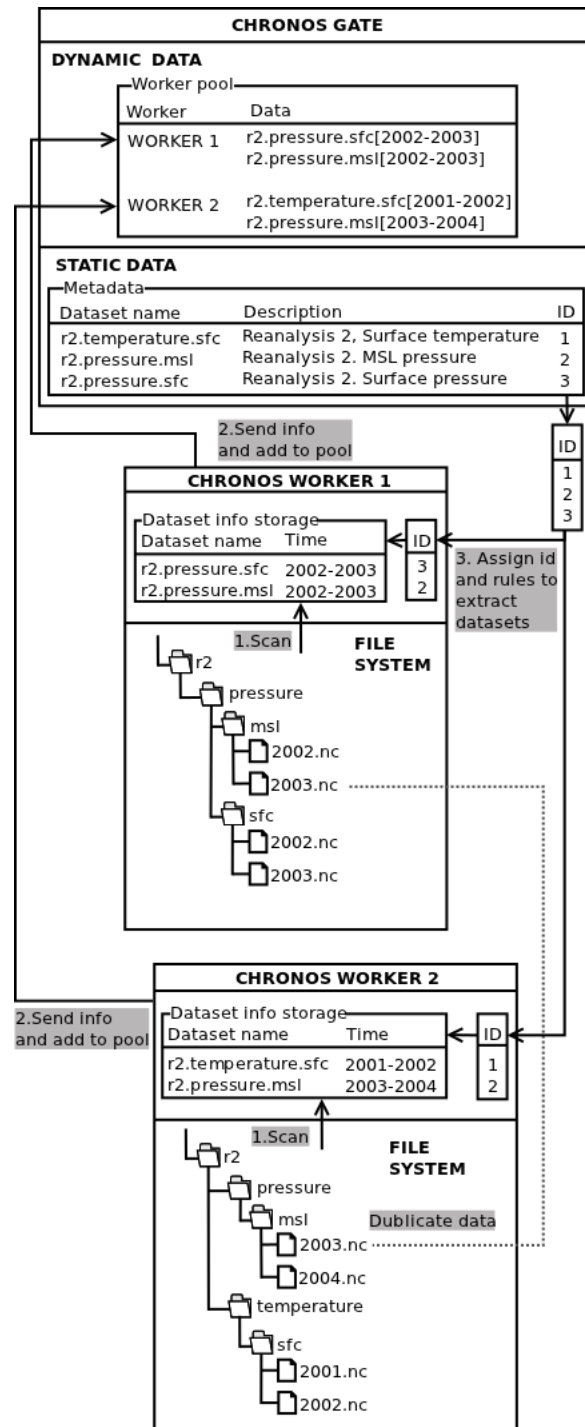 CHRONOS GATE
DYNAMIC DATA
Worker pool
Worker Data
WORKER 1 r2.pressure.sfc[2002-2003]
r2.pressure.msl[2002-2003]
WORKER 2 r2.temperature.sfc[2001-2002]
r2.pressure.msl[2003-2004]
STATIC DATA
Metadata
Dataset name Description ID
r2.temperature.sfc Reanalysis 2, Surface temperature 1
r2.pressure.msl Reanalysis 2. MSL pressure 2
r2.pressure.sfc Reanalysis 2. Surface pressure 3
2.Send info
and add to pool
ID
1
2
3
CHRONOS WORKER 1
Dataset info storage
Dataset name Time ID
r2.pressure.sfc 2002-2003 3
r2.pressure.msl 2002-2003 2
3. Assign id
and rules to
extract
datasets
1.Scan
FILE
SYSTEM
r2
pressure
msl
2002.nc
2003.nc
sfc
2002.nc
2003.nc
CHRONOS WORKER 2
2.Send info
and add to pool
Dataset info storage
Dataset name Time ID
r2.temperature.sfc 2001-2002 1
r2.pressure.msl 2003-2004 2
1.Scan
FILE
SYSTEM
r2
pressure
msl
Dublicate data
2003.nc
2004.nc
temperature
sfc
2001.nc
2002.nc